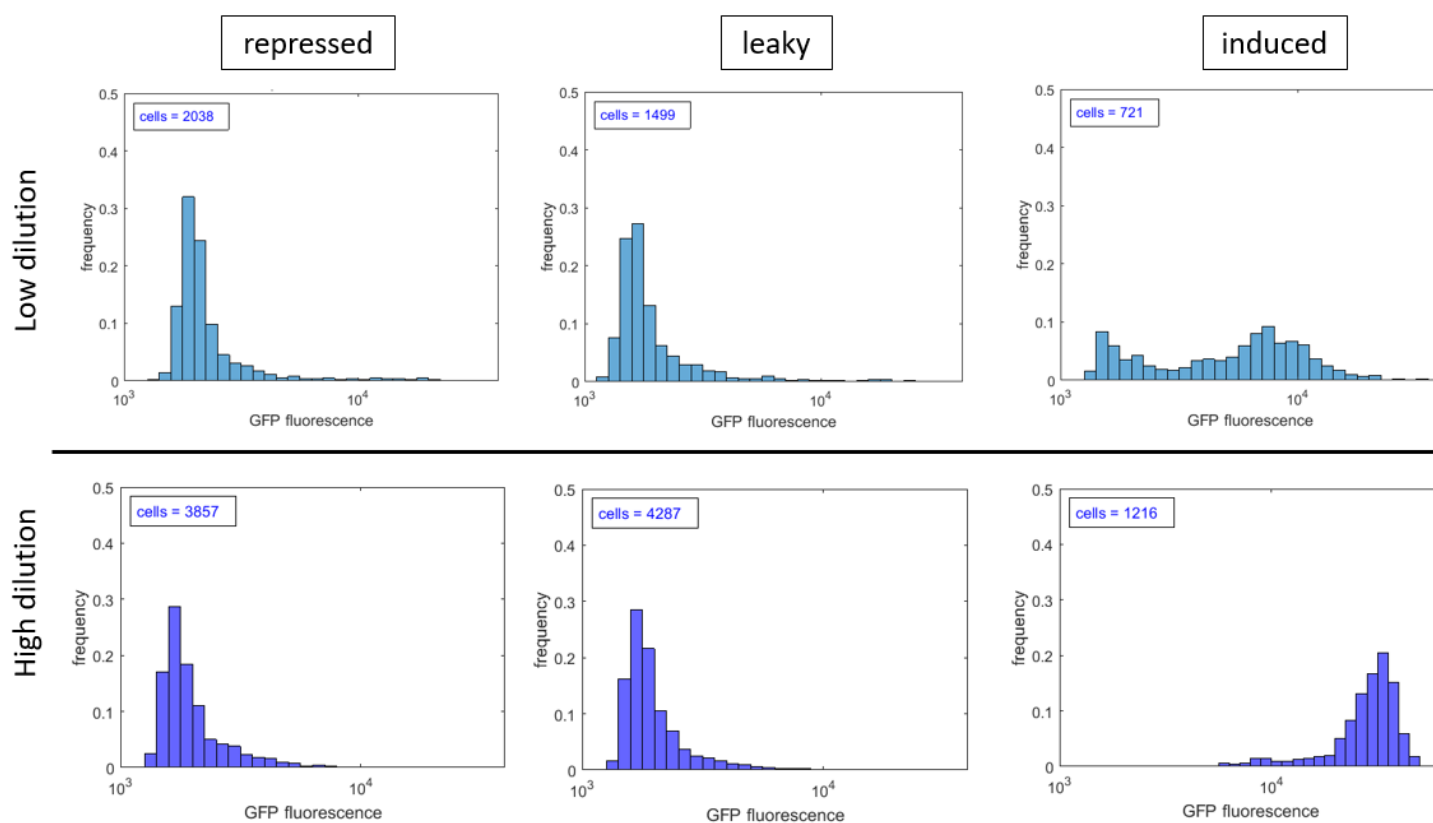 repressed
leaky
induced
Low dilution
0.5
0.4
0.3
0.2
0.1
0
frequency
cells = 2038
10³
10⁴
GFP fluorescence
0.5
0.4
0.3
0.2
0.1
0
frequency
cells = 1499
10³
10⁴
GFP fluorescence
0.5
0.4
0.3
0.2
0.1
0
frequency
cells = 721
10³
10⁴
GFP fluorescence
High dilution
0.5
0.4
0.3
0.2
0.1
0
frequency
cells = 3857
10³
10⁴
GFP fluorescence
0.5
0.4
0.3
0.2
0.1
0
frequency
cells = 4287
10³
10⁴
GFP fluorescence
0.5
0.4
0.3
0.2
0.1
0
frequency
cells = 1216
10³
10⁴
GFP fluorescence